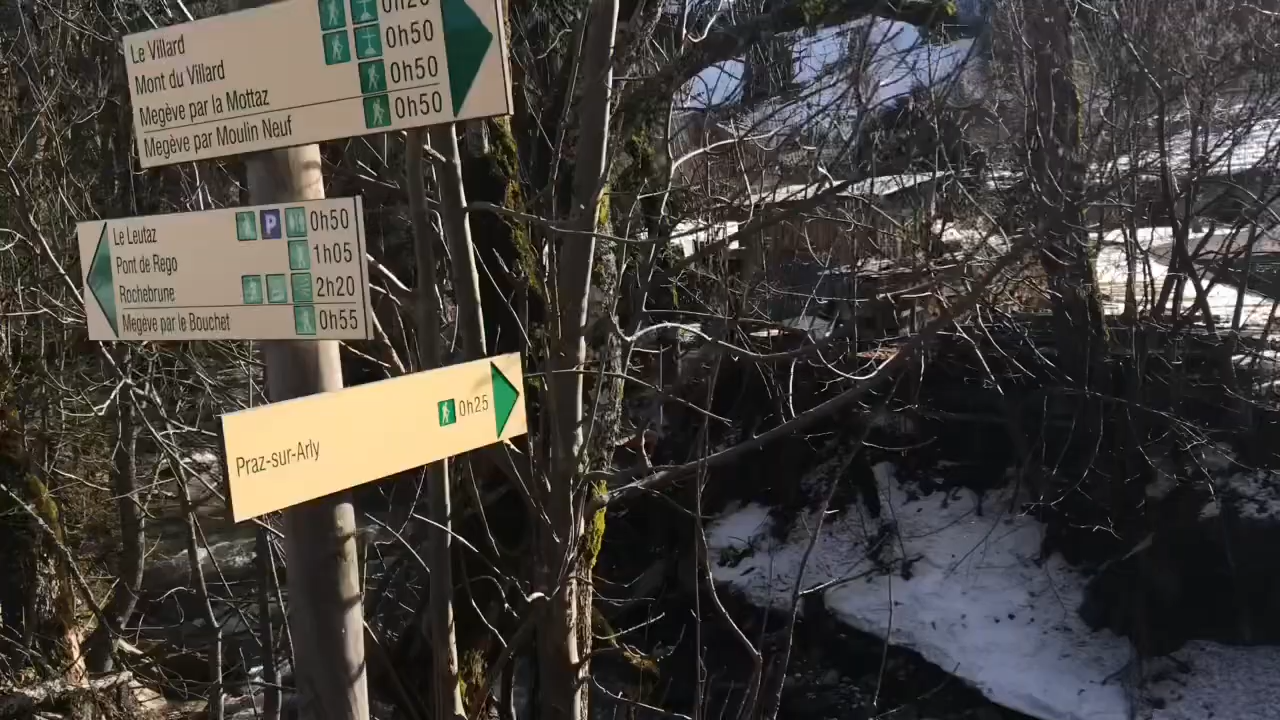 Le Villard 0h20
Mont du Villard 0h50
Megève par la Mottaz 0h50
Megève par Moulin Neuf 0h50
Le Leutaz P 0h50
Pont de Rego 1h05
Rochebrune 2h20
Megève par le Bouchet 0h55
Praz-sur-Arly 0h25